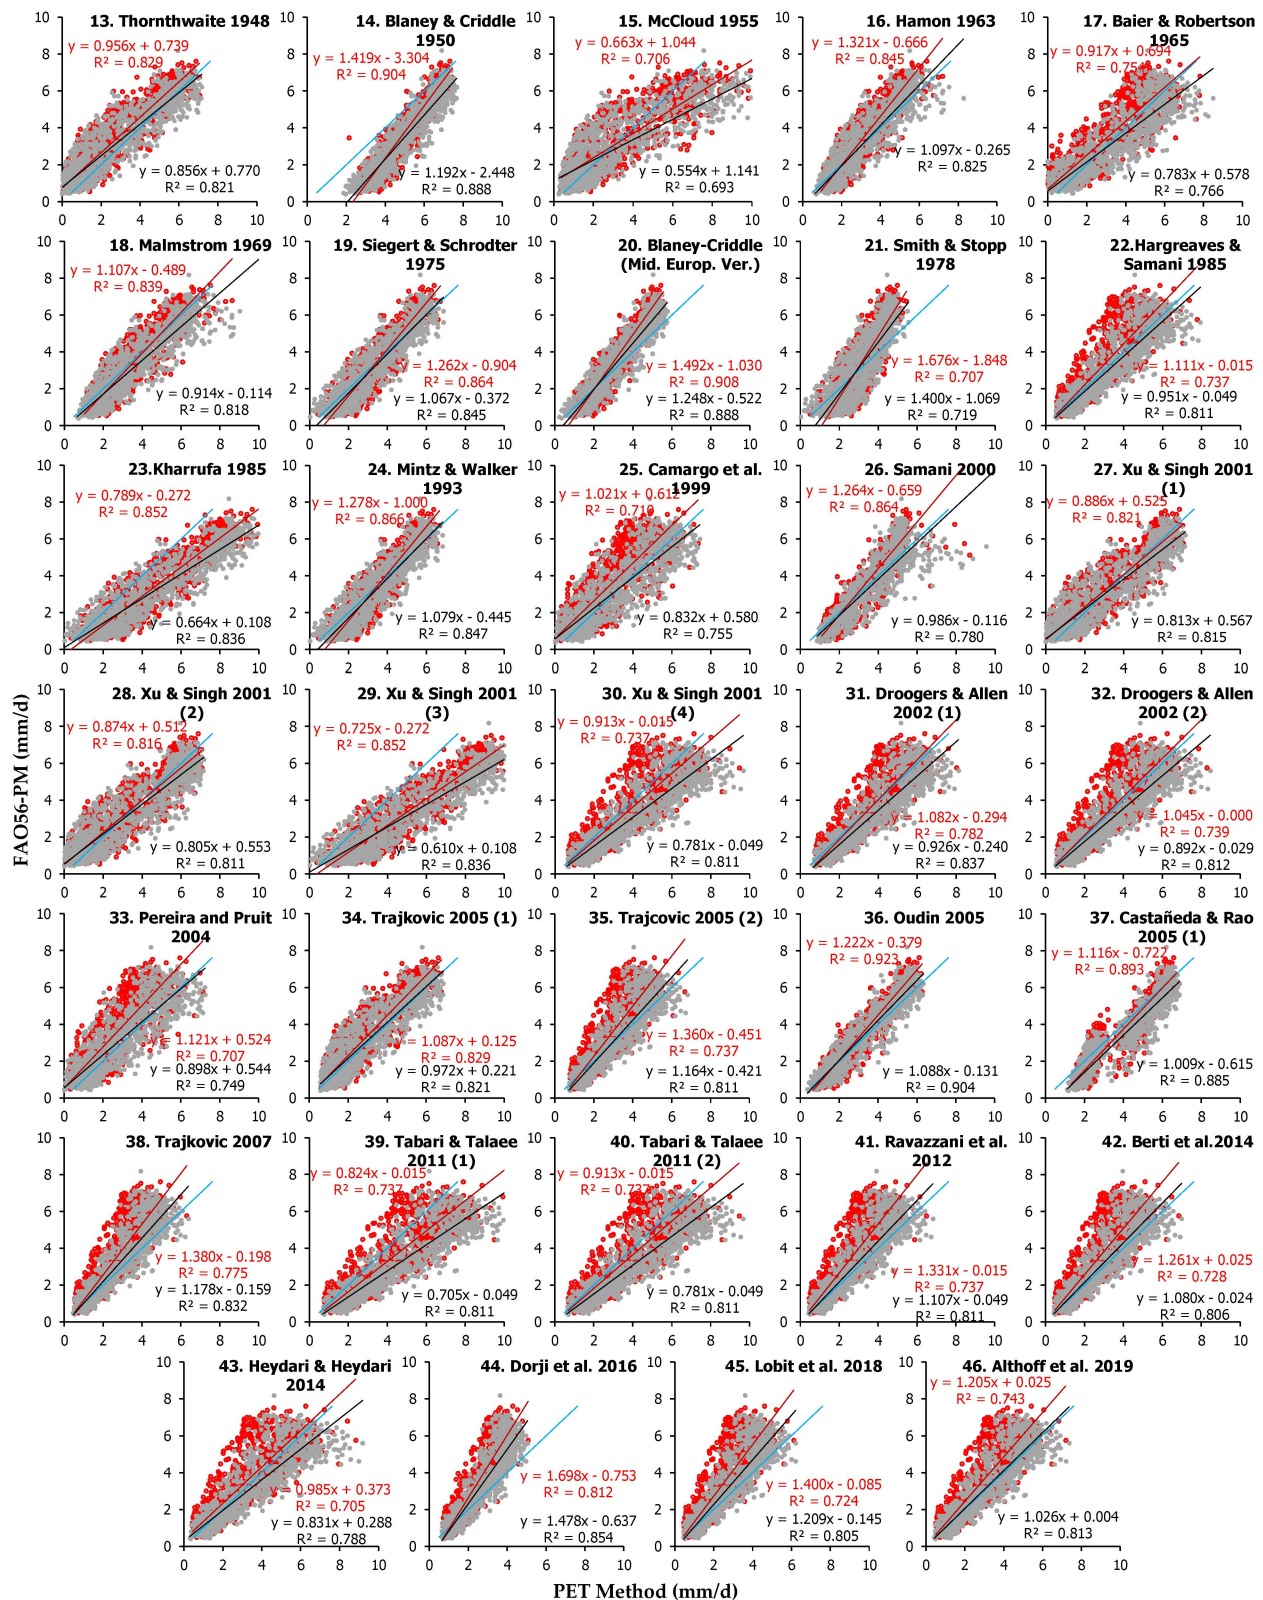 13. Thornthwaite 1948
y = 0.956x + 0.739
R² = 0.829
y = 0.856x + 0.770
R² = 0.821
14. Blaney & Criddle
1950
y = 1.419x - 3.304
R² = 0.904
y = 1.192x - 2.448
R² = 0.888
15. McCloud 1955
y = 0.663x + 1.044
R² = 0.706
y = 0.554x + 1.141
R² = 0.693
16. Hamon 1963
y = 1.321x - 0.666
R² = 0.845
y = 1.097x - 0.265
R² = 0.825
17. Baier & Robertson
1965
y = 0.917x + 0.694
R² = 0.754
y = 0.783x + 0.578
R² = 0.766
18. Malmstrom 1969
y = 1.107x - 0.489
R² = 0.839
y = 0.914x - 0.114
R² = 0.818
19. Siegert & Schrodter
1975
y = 1.262x - 0.904
R² = 0.864
y = 1.067x - 0.372
R² = 0.845
20. Blaney-Criddle
(Mid. Europ. Ver.)
y = 1.492x - 1.030
R² = 0.908
y = 1.248x - 0.522
R² = 0.888
21. Smith & Stopp
1978
y = 1.676x - 1.848
R² = 0.707
y = 1.400x - 1.069
R² = 0.719
22.Hargreaves &
Samani 1985
y = 1.111x - 0.015
R² = 0.737
y = 0.951x - 0.049
R² = 0.811
23.Kharrufa 1985
y = 0.789x - 0.272
R² = 0.852
y = 0.664x + 0.108
R² = 0.836
24. Mintz & Walker
1993
y = 1.278x - 1.000
R² = 0.866
y = 1.079x - 0.445
R² = 0.847
25. Camargo et al.
1999
y = 1.021x + 0.612
R² = 0.710
y = 0.832x + 0.580
R² = 0.755
26. Samani 2000
y = 1.264x - 0.659
R² = 0.864
y = 0.986x - 0.116
R² = 0.780
27. Xu & Singh 2001
(1)
y = 0.886x + 0.525
R² = 0.821
y = 0.813x + 0.567
R² = 0.815
28. Xu & Singh 2001
(2)
y = 0.874x + 0.512
R² = 0.816
y = 0.805x + 0.553
R² = 0.811
29. Xu & Singh 2001
(3)
y = 0.725x - 0.272
R² = 0.852
y = 0.610x + 0.108
R² = 0.836
30. Xu & Singh 2001
(4)
y = 0.913x - 0.015
R² = 0.737
y = 0.781x - 0.049
R² = 0.811
31. Droogers & Allen
2002 (1)
y = 1.082x - 0.294
R² = 0.782
y = 0.926x - 0.240
R² = 0.837
32. Droogers & Allen
2002 (2)
y = 1.045x - 0.000
R² = 0.739
y = 0.892x - 0.029
R² = 0.812
33. Pereira and Pruit
2004
y = 1.121x + 0.524
R² = 0.707
y = 0.898x + 0.544
R² = 0.749
34. Trajkovic 2005 (1)
y = 1.087x + 0.125
R² = 0.829
y = 0.972x + 0.221
R² = 0.821
35. Trajcovic 2005 (2)
y = 1.360x - 0.451
R² = 0.737
y = 1.164x - 0.421
R² = 0.811
36. Oudin 2005
y = 1.222x - 0.379
R² = 0.923
y = 1.088x - 0.131
R² = 0.904
37. Castañeda & Rao
2005 (1)
y = 1.116x - 0.722
R² = 0.893
y = 1.009x - 0.615
R² = 0.885
38. Trajkovic 2007
y = 1.380x - 0.198
R² = 0.775
y = 1.178x - 0.159
R² = 0.832
39. Tabari & Talaee
2011 (1)
y = 0.824x - 0.015
R² = 0.737
y = 0.705x - 0.049
R² = 0.811
40. Tabari & Talaee
2011 (2)
y = 0.913x - 0.015
R² = 0.737
y = 0.781x - 0.049
R² = 0.811
41. Ravazzani et al.
2012
y = 1.331x - 0.015
R² = 0.737
y = 1.107x - 0.049
R² = 0.811
42. Berti et al.2014
y = 1.261x + 0.025
R² = 0.728
y = 1.080x - 0.024
R² = 0.806
43. Heydari & Heydari
2014
y = 0.985x + 0.373
R² = 0.705
y = 0.831x + 0.288
R² = 0.788
44. Dorji et al. 2016
y = 1.698x - 0.753
R² = 0.812
y = 1.478x - 0.637
R² = 0.854
45. Lobit et al. 2018
y = 1.400x - 0.085
R² = 0.724
y = 1.209x - 0.145
R² = 0.805
46. Althoff et al. 2019
y = 1.205x + 0.025
R² = 0.743
y = 1.026x + 0.004
R² = 0.813
FAO56-PM (mm/d)
PET Method (mm/d)